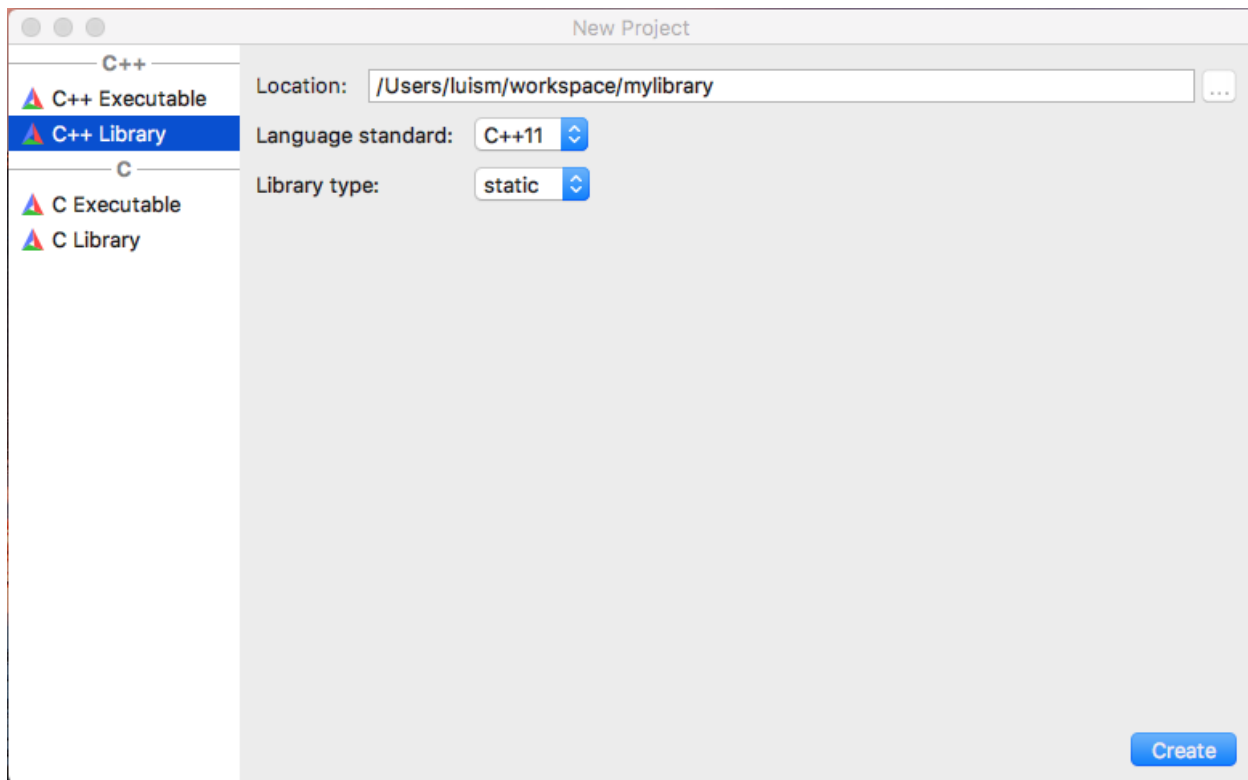 New Project
C++
C++ Executable
C++ Library
C
C Executable
C Library
Location: /Users/luism/workspace/mylibrary ...
Language standard: C++11
Library type: static
Create